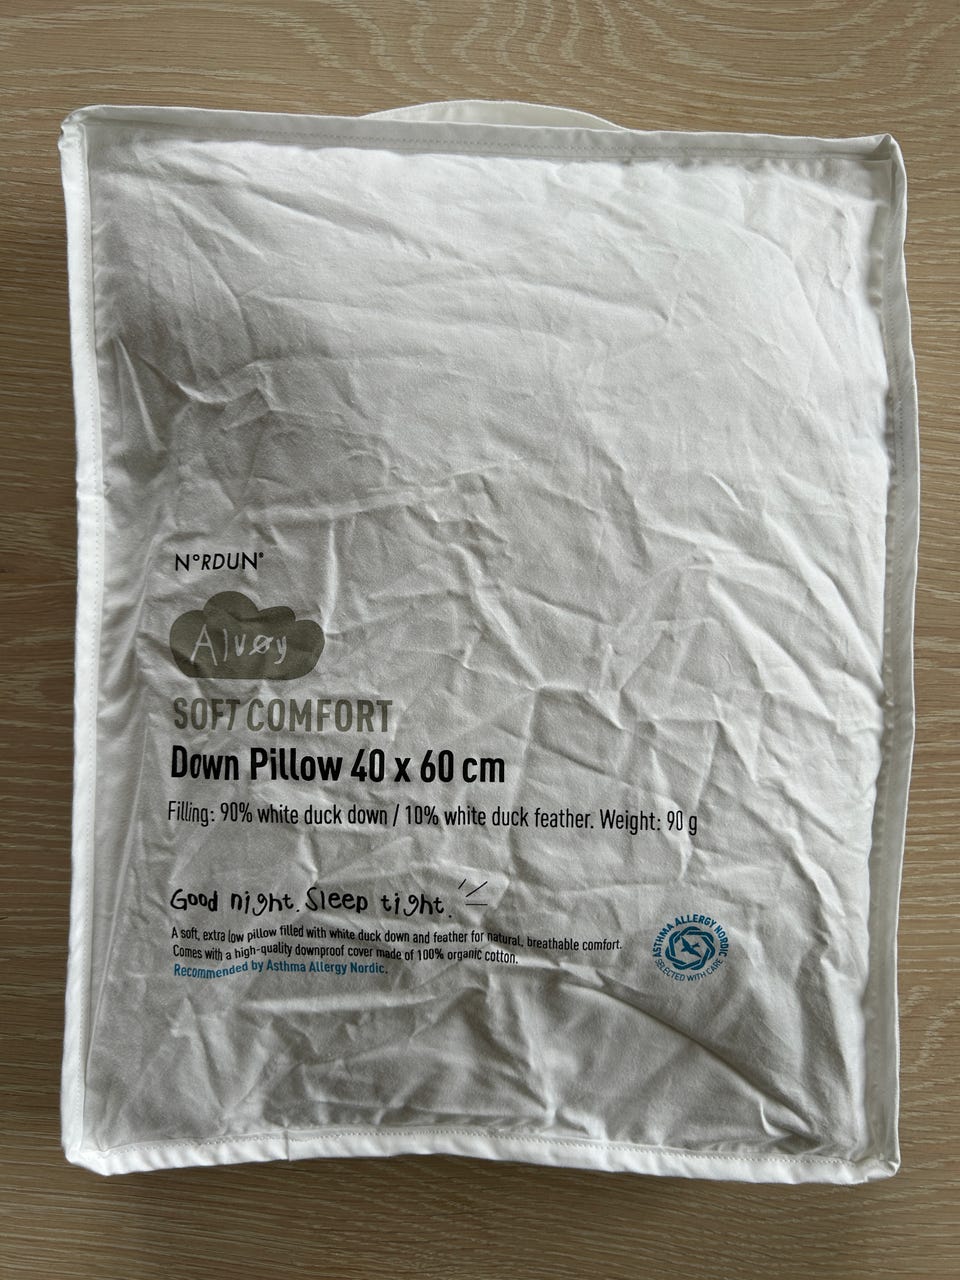 N°RDUN®
Alvøy
SOFT COMFORT
Down Pillow 40 x 60 cm
Filling: 90% white duck down / 10% white duck feather. Weight: 90 g
Good night. Sleep tight.
A soft, extra low pillow filled with white duck down and feather for natural, breathable comfort.
Comes with a high-quality downproof cover made of 100% organic cotton.
Recommended by Asthma Allergy Nordic.
ASTHMA ALLERGY NORDIC
SELECTED WITH CARE